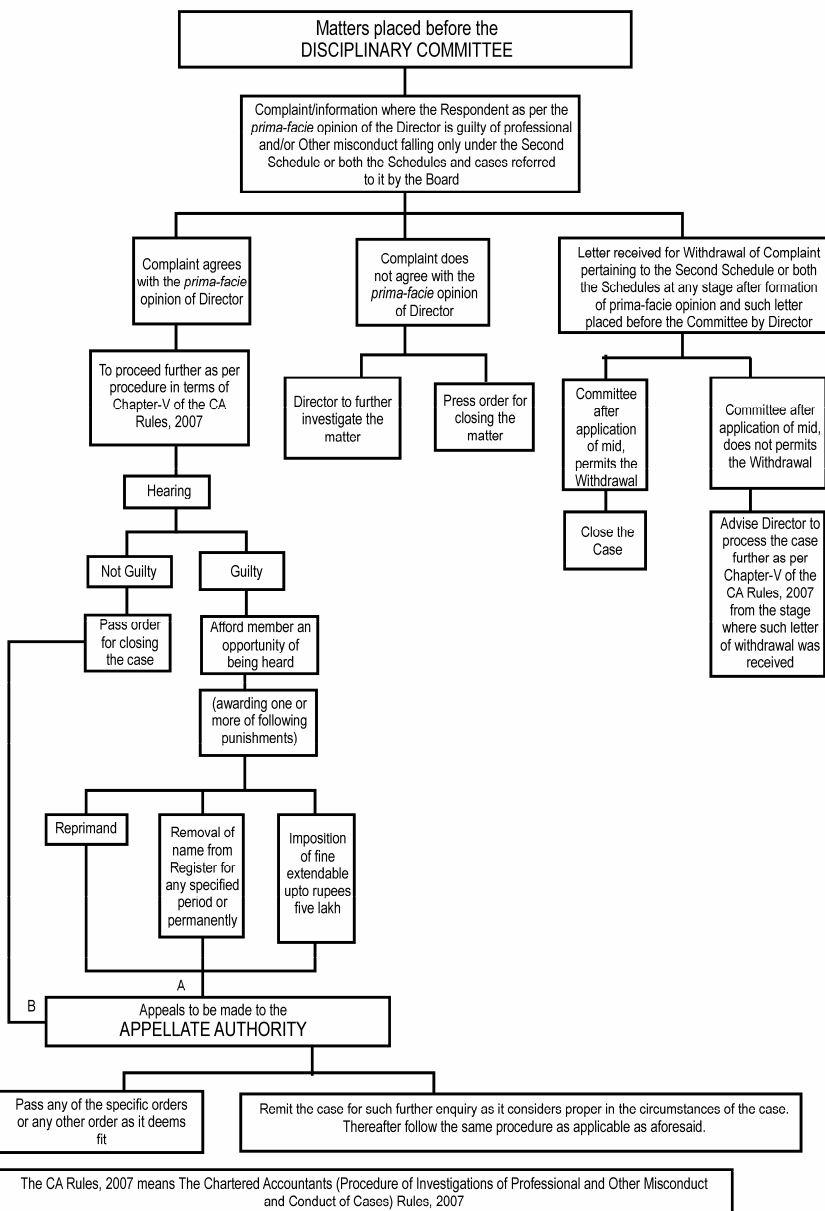 Matters placed before the
DISCIPLINARY COMMITTEE
Complaint/information where the Respondent as per the
prima-facie opinion of the Director is guilty of professional
and/or Other misconduct falling only under the Second
Schedule or both the Schedules and cases referred
to it by the Board
Complaint agrees
with the prima-facie
opinion of Director
Complaint does
not agree with the
prima-facie opinion
of Director
Letter received for Withdrawal of Complaint
pertaining to the Second Schedule or both
the Schedules at any stage after formation
of prima-facie opinion and such letter
placed before the Committee by Director
To proceed further as per
procedure in terms of
Chapter-V of the CA
Rules, 2007
Director to further
investigate the
matter
Press order for
closing the
matter
Committee
after
application
of mid,
permits the
Withdrawal
Committee after
application of mid,
does not permits
the Withdrawal
Hearing
Close the
Case
Advise Director to
process the case
further as per
Chapter-V of the
CA Rules, 2007
from the stage
where such letter
of withdrawal was
received
Not Guilty
Guilty
Pass order
for closing
the case
Afford member an
opportunity of
being heard
(awarding one or
more of following
punishments)
Reprimand
Removal of
name from
Register for
any specified
period or
permanently
Imposition
of fine
extendable
upto rupees
five lakh
A
B
Appeals to be made to the
APPELLATE AUTHORITY
Pass any of the specific orders
or any other order as it deems
fit
Remit the case for such further enquiry as it considers proper in the circumstances of the case.
Thereafter follow the same procedure as applicable as aforesaid.
The CA Rules, 2007 means The Chartered Accountants (Procedure of Investigations of Professional and Other Misconduct
and Conduct of Cases) Rules, 2007